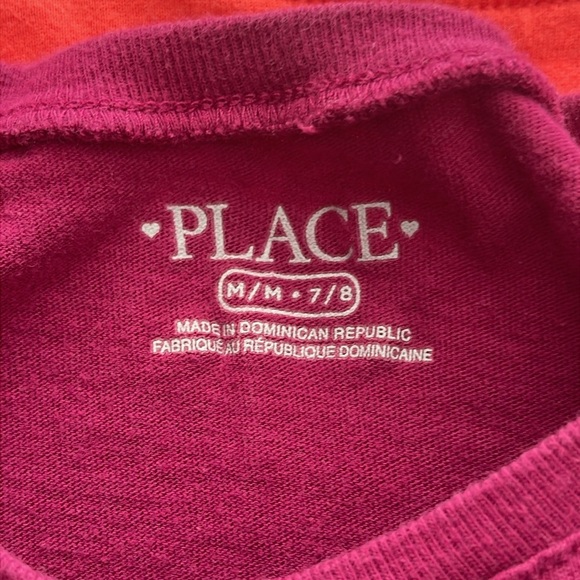 ♥PLACE♥
M/M • 7/8
MADE IN DOMINICAN REPUBLIC
FABRIQUÉ AU RÉPUBLIQUE DOMINICAINE